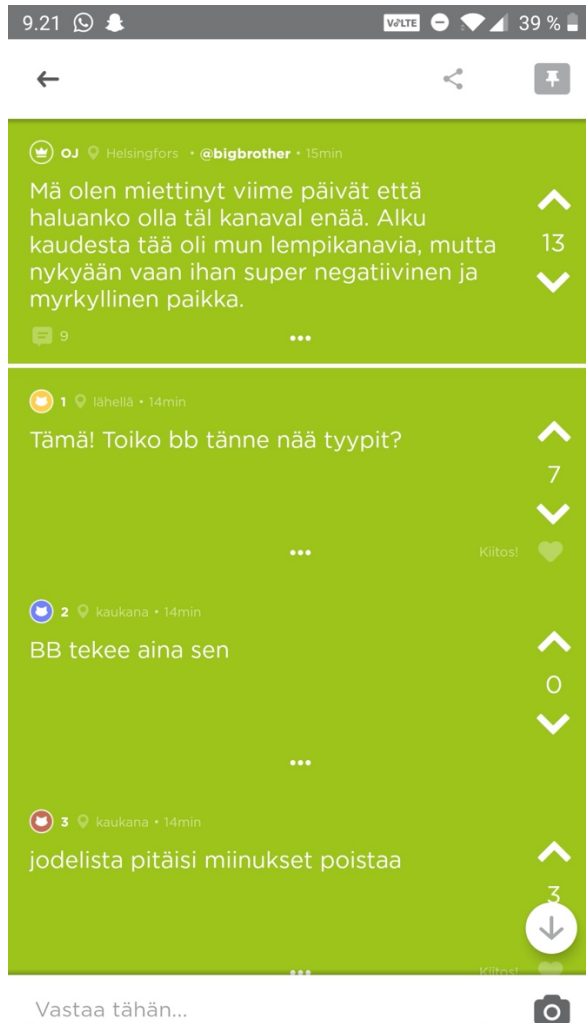 9.21 VoLTE 39 %
OJ Helsingfors • @bigbrother • 15min
Mä olen miettinyt viime päivät että
haluanko olla täl kanaval enää. Alku
kaudesta tää oli mun lempikanavia, mutta
nykyään vaan ihan super negatiivinen ja
myrkyllinen paikka.
13
9
1 lähellä • 14min
Tämä! Toiko bb tänne nää tyypit?
7
Kiitos!
2 kaukana • 14min
BB tekee aina sen
0
3 kaukana • 14min
jodelista pitäisi miinukset poistaa
3
Kiitos!
Vastaa tähän...